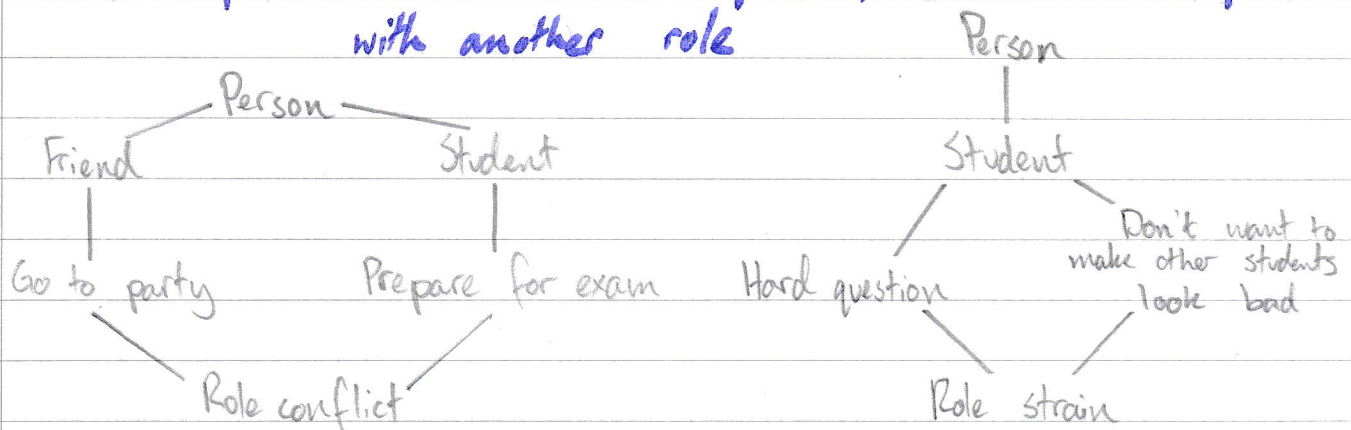 with another role
Person
Friend Student
Go to party Prepare for exam
Role conflict
Person
Student
Hard question
Don't want to
make other students
look bad
Role strain